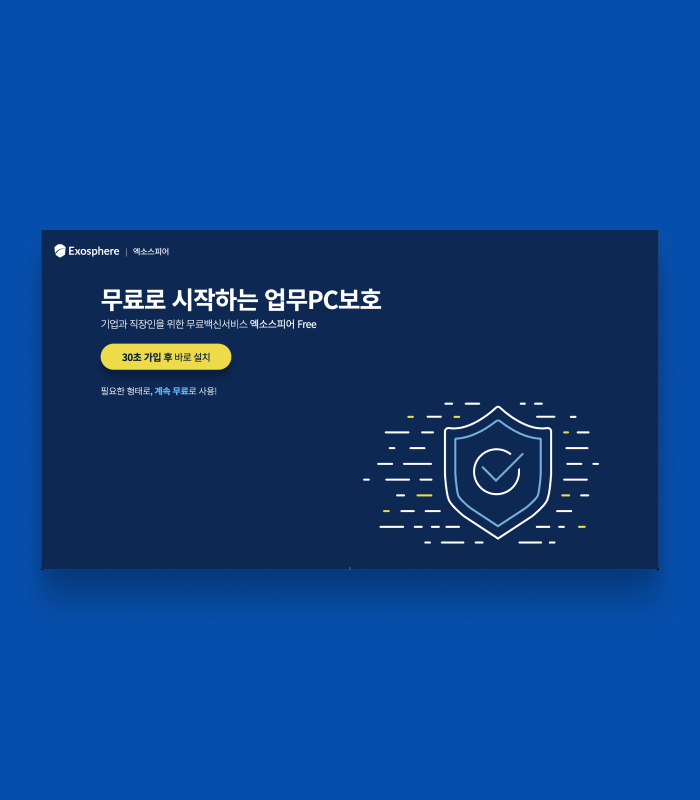 Exosphere | 엑소스피어
무료로 시작하는 업무PC보호
기업과 직장인을 위한 무료백신서비스 엑소스피어 Free
30초 가입 후 바로 설치
필요한 형태로, 계속 무료로 사용!